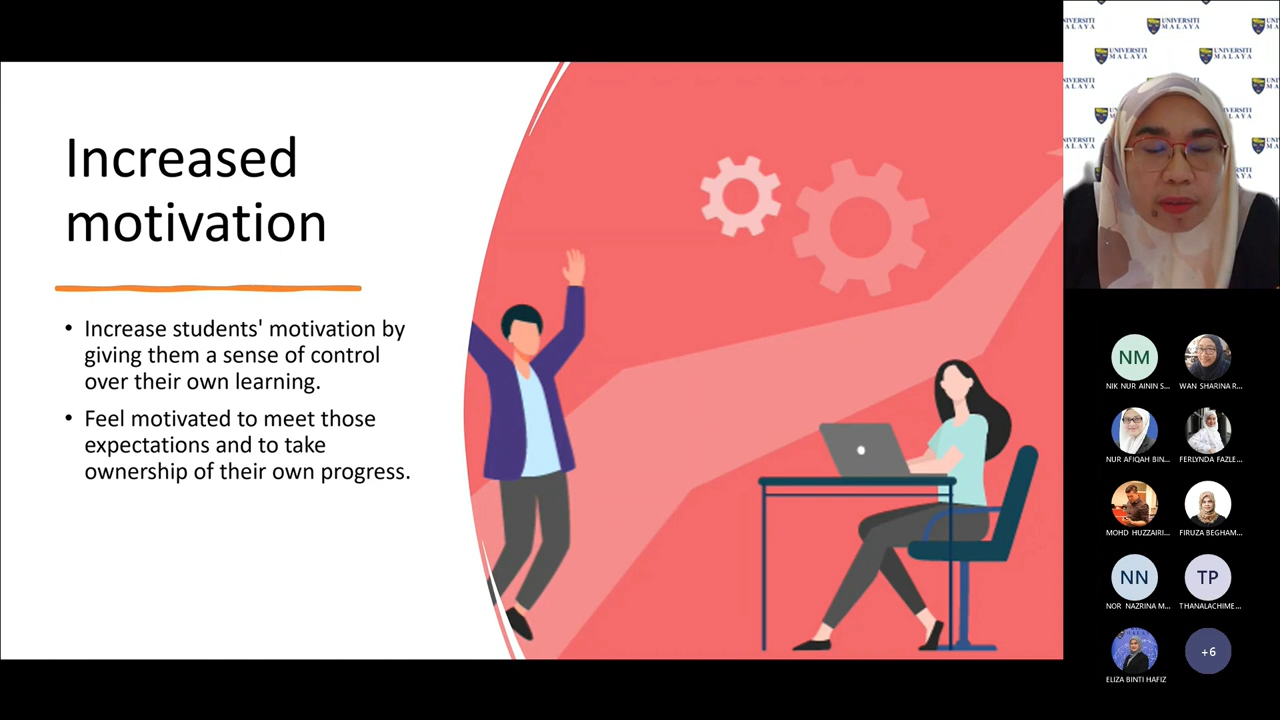 Increased
motivation
• Increase students' motivation by
giving them a sense of control
over their own learning.
• Feel motivated to meet those
expectations and to take
ownership of their own progress.
UNIVERSITI
MALAYA
UNIVERSITI
MALAYA
NM
NIK NUR AININ S...
WAN SHARINA R...
NUR AFIQAH BIN...
FERLYNDA FAZLE...
MOHD HUZZAIRI...
FIRUZA BEGHAM...
NN
TP
NOR NAZRINA M...
THANALACHIME...
+6
ELIZA BINTI HAFIZ